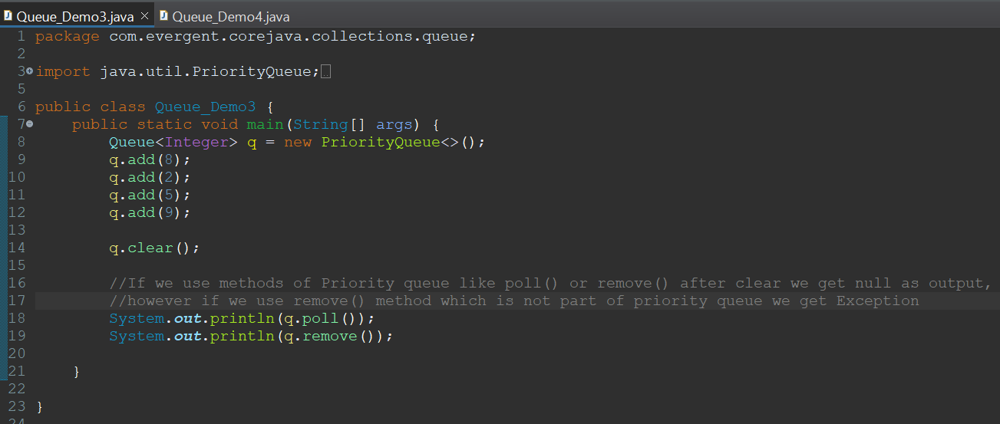 Queue_Demo3.java × Queue_Demo4.java
1 package com.evergent.corejava.collections.queue;
2
3 import java.util.PriorityQueue;
5
6 public class Queue_Demo3 {
7     public static void main(String[] args) {
8         Queue<Integer> q = new PriorityQueue<>();
9         q.add(8);
10         q.add(2);
11         q.add(5);
12         q.add(9);
13
14         q.clear();
15
16         //If we use methods of Priority queue like poll() or remove() after clear we get null as output,
17         //however if we use remove() method which is not part of priority queue we get Exception
18         System.out.println(q.poll());
19         System.out.println(q.remove());
20
21     }
22
23 }
24